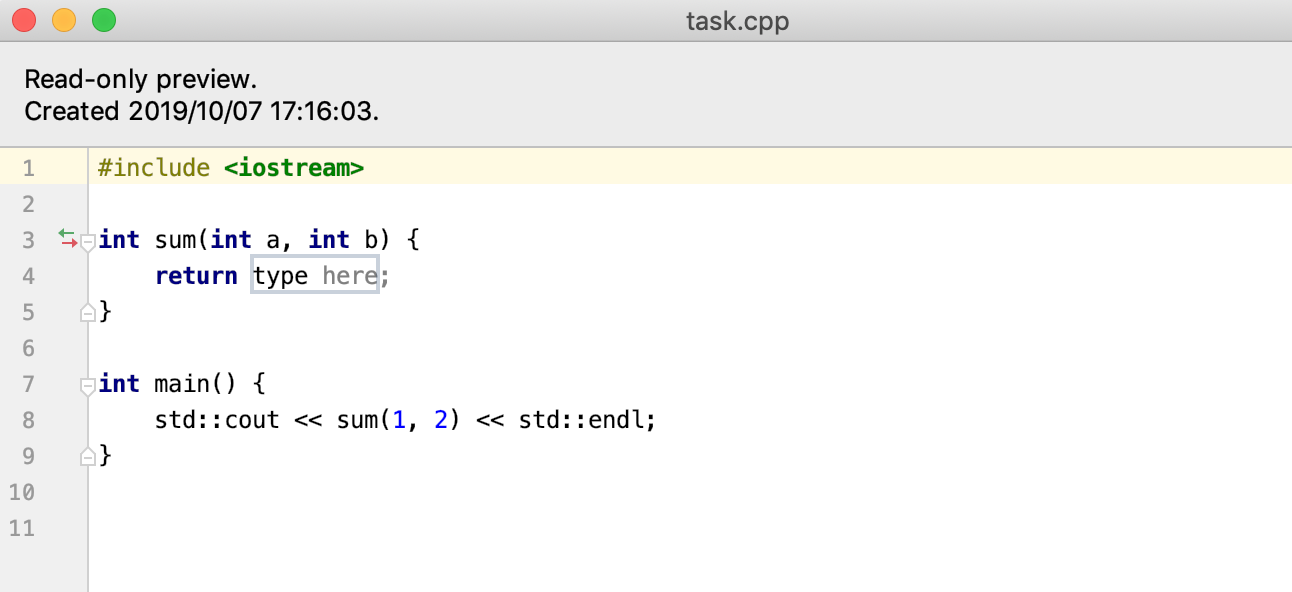 task.cpp
Read-only preview.
Created 2019/10/07 17:16:03.
1 #include <iostream>
2
3 int sum(int a, int b) {
4     return type here;
5 }
6
7 int main() {
8     std::cout << sum(1, 2) << std::endl;
9 }
10
11